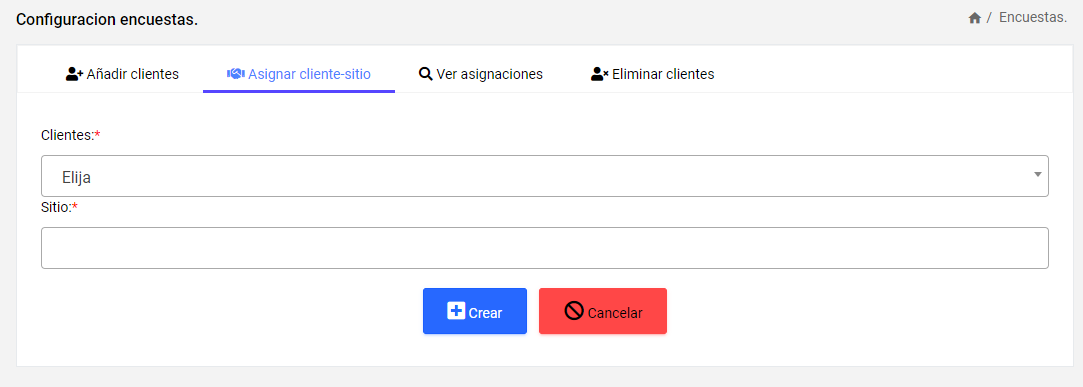 Configuracion encuestas.
/ Encuestas.
Añadir clientes
Asignar cliente-sitio
Ver asignaciones
Eliminar clientes
Clientes:*
Elija
Sitio:*
Crear
Cancelar